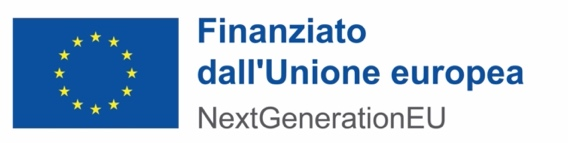 Finanziato
dall'Unione europea
NextGenerationEU